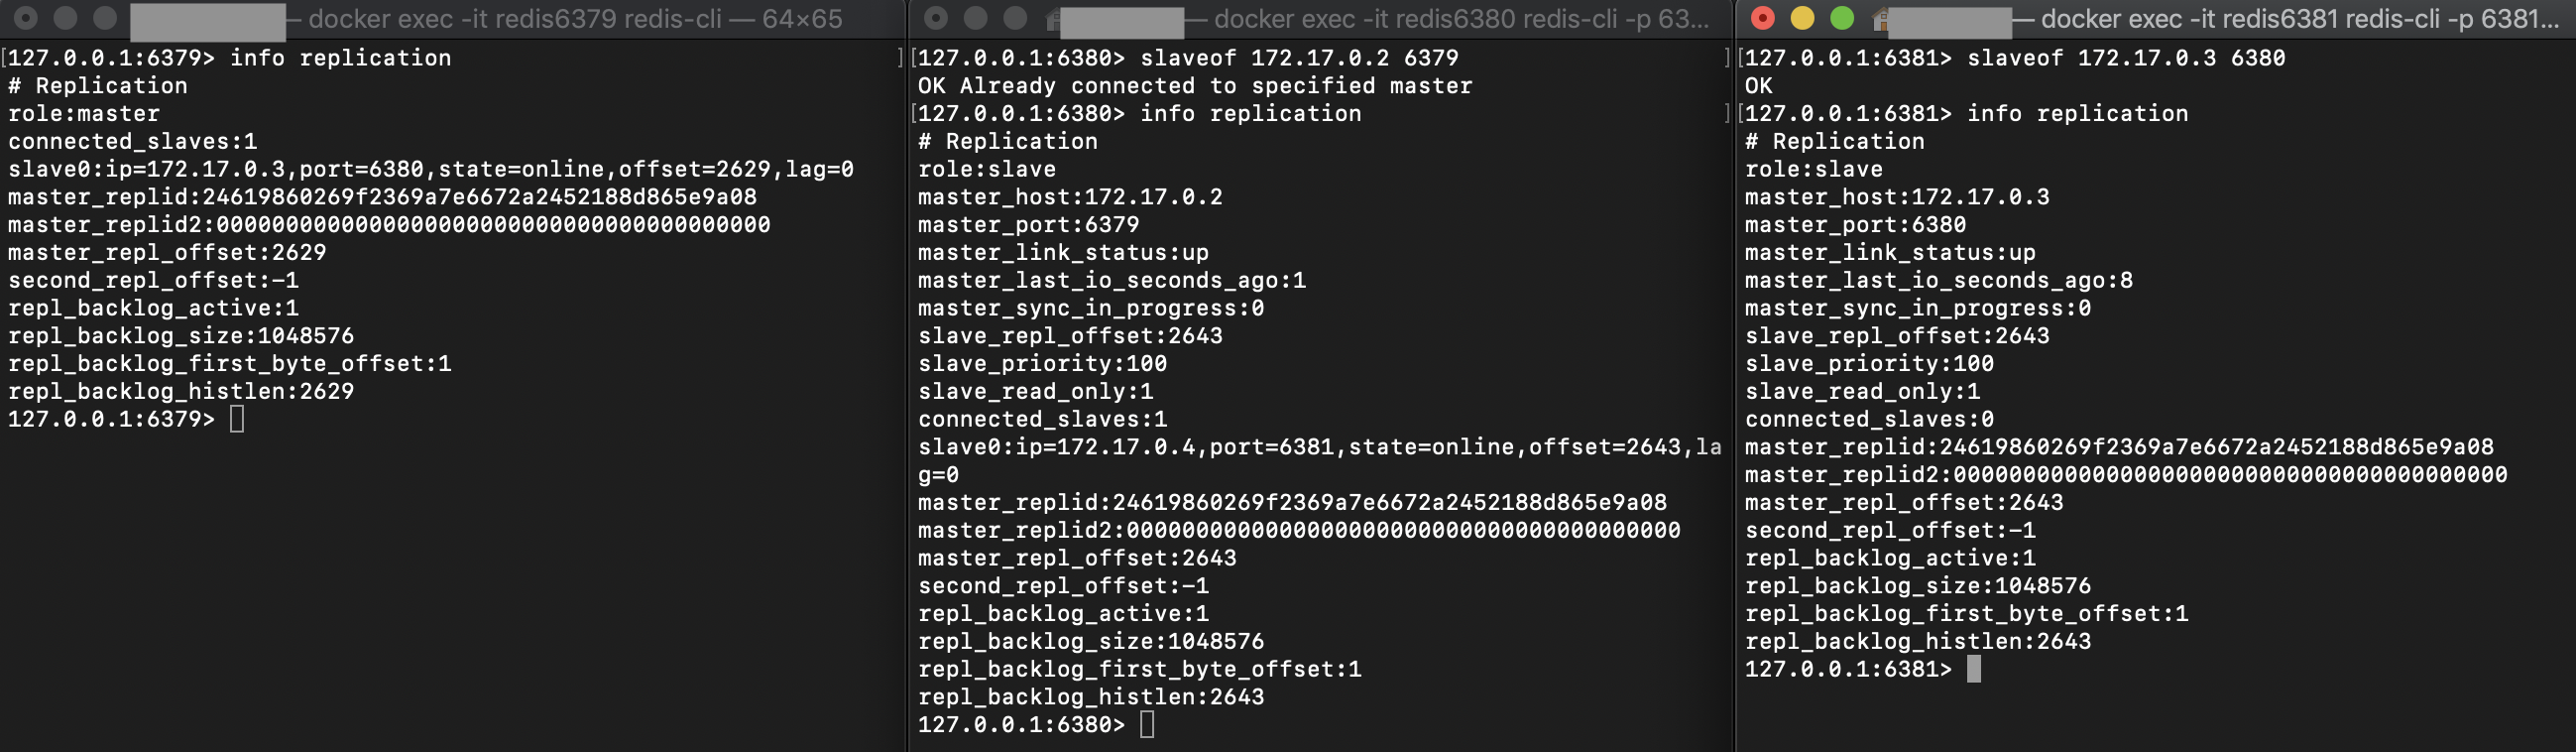 — docker exec -it redis6379 redis-cli — 64×65
[127.0.0.1:6379> info replication ]
# Replication
role:master
connected_slaves:1
slave0:ip=172.17.0.3,port=6380,state=online,offset=2629,lag=0
master_replid:24619860269f2369a7e6672a2452188d865e9a08
master_replid2:0000000000000000000000000000000000000000
master_repl_offset:2629
second_repl_offset:-1
repl_backlog_active:1
repl_backlog_size:1048576
repl_backlog_first_byte_offset:1
repl_backlog_histlen:2629
127.0.0.1:6379>
— docker exec -it redis6380 redis-cli -p 63...
[127.0.0.1:6380> slaveof 172.17.0.2 6379 ]
OK Already connected to specified master
[127.0.0.1:6380> info replication ]
# Replication
role:slave
master_host:172.17.0.2
master_port:6379
master_link_status:up
master_last_io_seconds_ago:1
master_sync_in_progress:0
slave_repl_offset:2643
slave_priority:100
slave_read_only:1
connected_slaves:1
slave0:ip=172.17.0.4,port=6381,state=online,offset=2643,la
g=0
master_replid:24619860269f2369a7e6672a2452188d865e9a08
master_replid2:0000000000000000000000000000000000000000
master_repl_offset:2643
second_repl_offset:-1
repl_backlog_active:1
repl_backlog_size:1048576
repl_backlog_first_byte_offset:1
repl_backlog_histlen:2643
127.0.0.1:6380>
— docker exec -it redis6381 redis-cli -p 6381...
[127.0.0.1:6381> slaveof 172.17.0.3 6380
OK
[127.0.0.1:6381> info replication
# Replication
role:slave
master_host:172.17.0.3
master_port:6380
master_link_status:up
master_last_io_seconds_ago:8
master_sync_in_progress:0
slave_repl_offset:2643
slave_priority:100
slave_read_only:1
connected_slaves:0
master_replid:24619860269f2369a7e6672a2452188d865e9a08
master_replid2:0000000000000000000000000000000000000000
master_repl_offset:2643
second_repl_offset:-1
repl_backlog_active:1
repl_backlog_size:1048576
repl_backlog_first_byte_offset:1
repl_backlog_histlen:2643
127.0.0.1:6381>